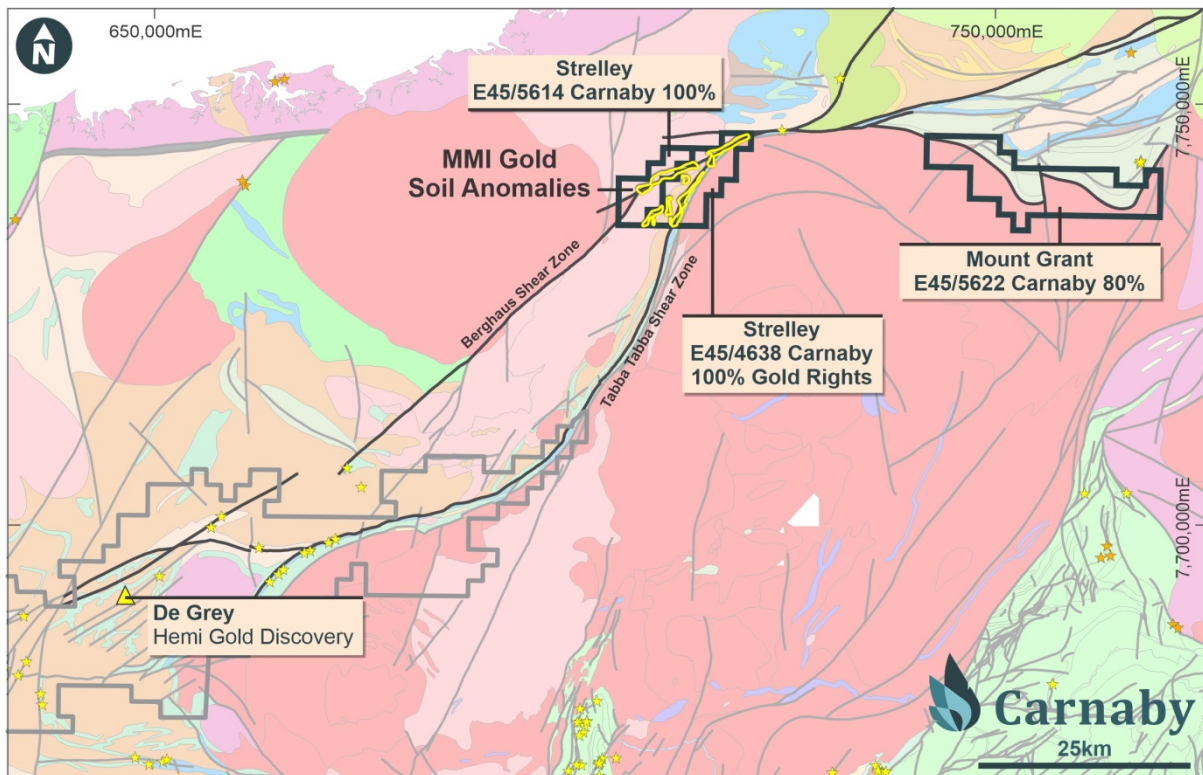 N
650,000mE
750,000mE
Strelley
E45/5614 Carnaby 100%
7,750,000mE
MMI Gold
Soil Anomalies
Mount Grant
E45/5622 Carnaby 80%
Berghaus Shear Zone
Tabba Tabba Shear Zone
Strelley
E45/4638 Carnaby
100% Gold Rights
7,700,000mE
De Grey
Hemi Gold Discovery
Carnaby
25km